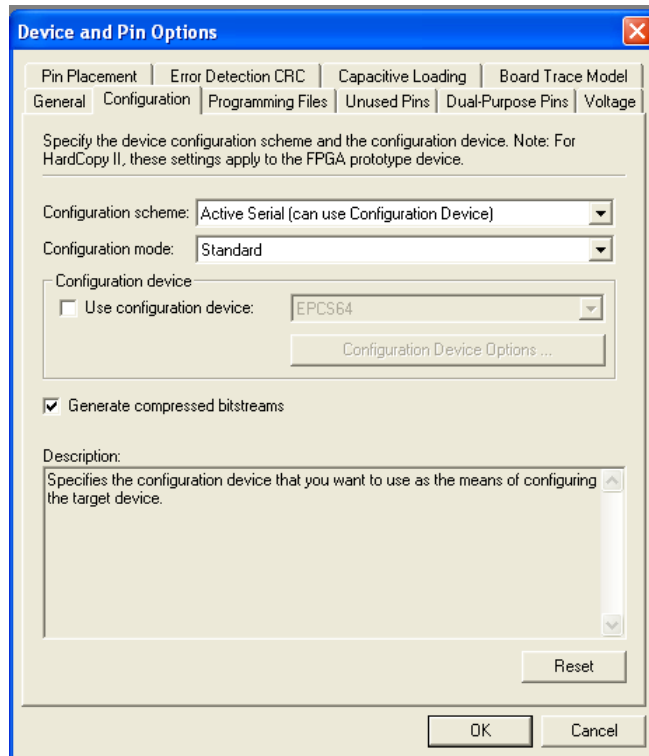 Device and Pin Options
Pin Placement Error Detection CRC Capacitive Loading Board Trace Model
General Configuration Programming Files Unused Pins Dual-Purpose Pins Voltage
Specify the device configuration scheme and the configuration device. Note: For
HardCopy II, these settings apply to the FPGA prototype device.
Configuration scheme: Active Serial (can use Configuration Device)
Configuration mode: Standard
Configuration device
Use configuration device: EPCS64
Configuration Device Options ...
Generate compressed bitstreams
Description:
Specifies the configuration device that you want to use as the means of configuring
the target device.
Reset
OK Cancel